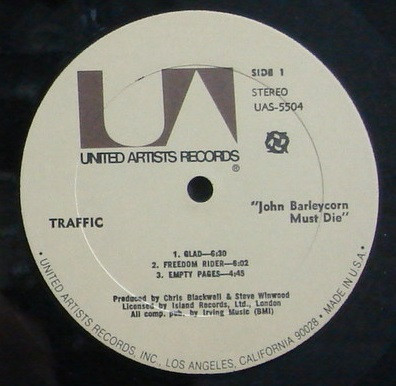 UA
SIDE 1
STEREO
UAS-5504
UNITED ARTISTS RECORDS
®
TRAFFIC
"John Barleycorn
Must Die"
1. GLAD—6:30
2. FREEDOM RIDER—6:02
3. EMPTY PAGES—4:45
Produced by Chris Blackwell & Steve Winwood
Licensed by Island Records, Ltd., London
All comp. pub. by Irving Music (BMI)
• UNITED ARTISTS RECORDS, INC., LOS ANGELES, CALIFORNIA 90028 • MADE IN U.S.A. •